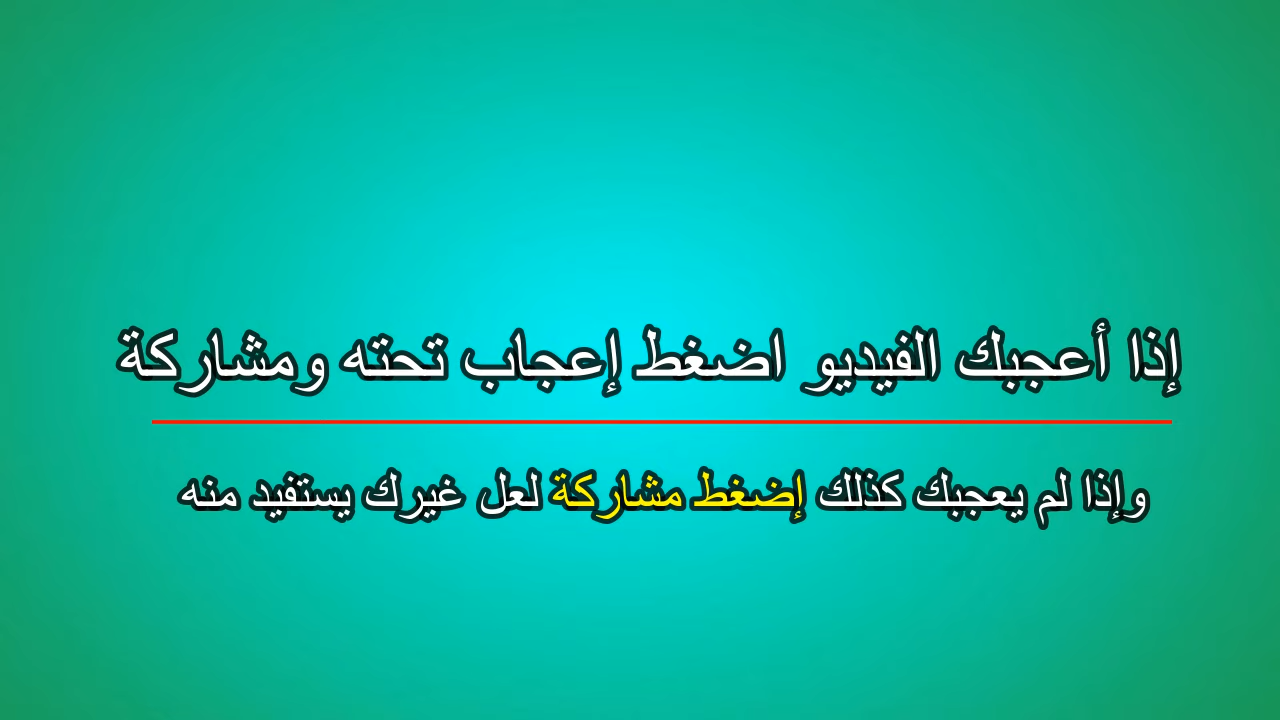 إذا أعجبك الفيديو اضغط إعجاب تحته ومشاركة
وإذا لم يعجبك كذلك إضغط مشاركة لعل غيرك يستفيد منه